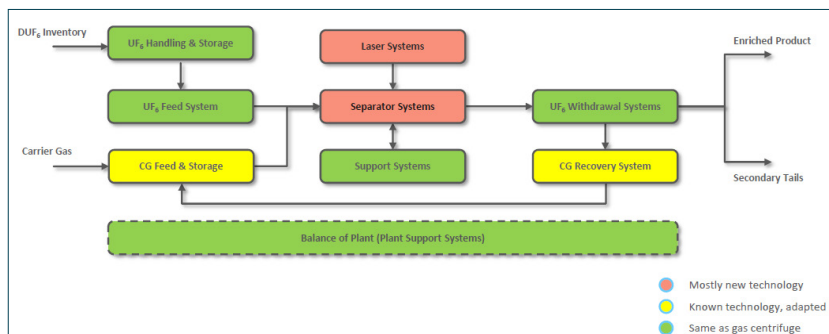 DUF₆ Inventory
UF₆ Handling & Storage
Laser Systems
Enriched Product
UF₆ Feed System
Separator Systems
UF₆ Withdrawal Systems
Carrier Gas
CG Feed & Storage
Support Systems
CG Recovery System
Secondary Tails
Balance of Plant (Plant Support Systems)
Mostly new technology
Known technology, adapted
Same as gas centrifuge